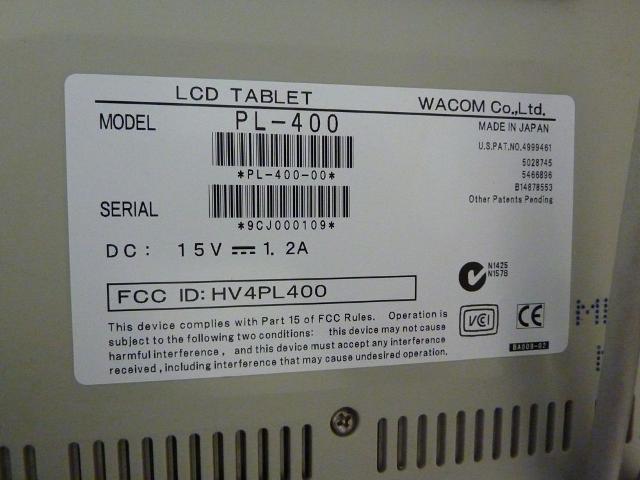 LCD TABLET WACOM Co.,Ltd.
MODEL PL-400 MADE IN JAPAN
*PL-400-00*
U.S.PAT.NO.4999461
5028745
5466896
B14878553
Other Patents Pending
SERIAL
*9CJ000109*
DC: 15V 1.2A
N1425
N1578
FCC ID: HV4PL400
This device complies with Part 15 of FCC Rules. Operation is
subject to the following two conditions: this device may not cause
harmful interference, and this device must accept any interference
received, including interference that may cause undesired operation.
VCI
CE
BA009-02